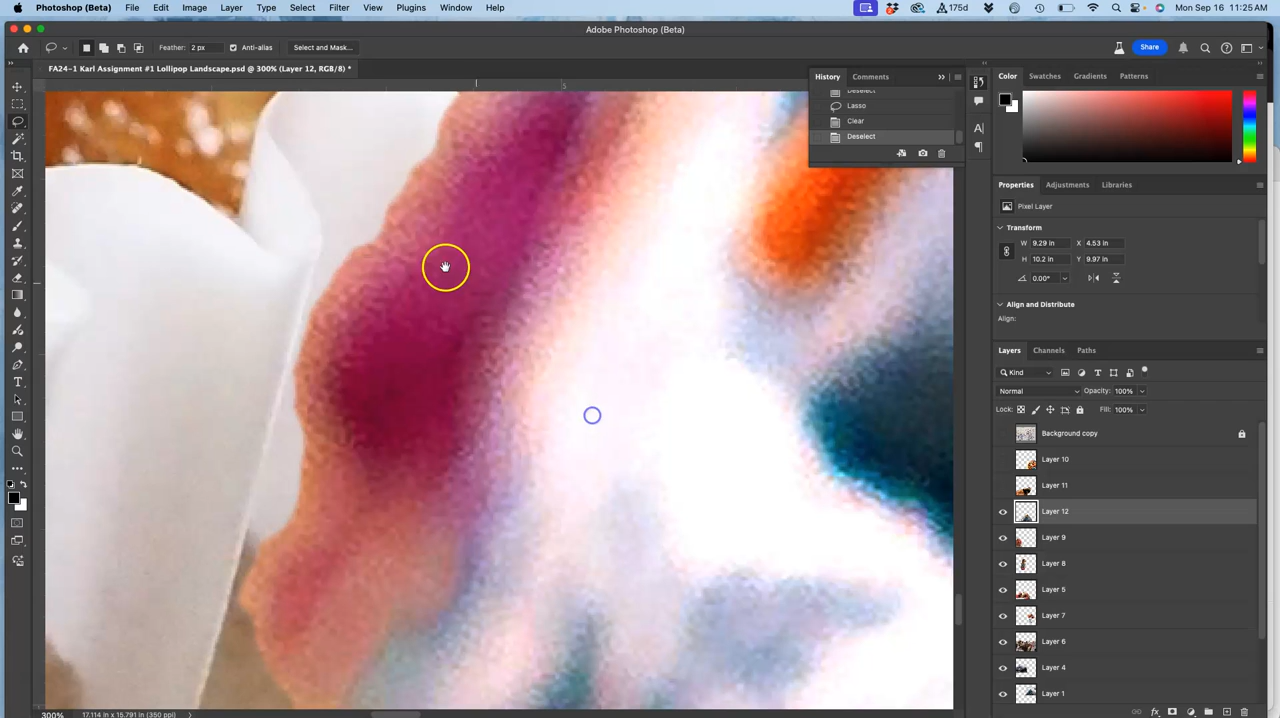 Photoshop (Beta) File Edit Image Layer Type Select Filter View Plugins Window Help 175d Mon Sep 16 11:25 AM
Adobe Photoshop (Beta)
Feather: 2 px Anti-alias Select and Mask... Share
FA24-1 Karl Assignment #1 Lollipop Landscape.psd @ 300% (Layer 12, RGB/8) *
History Comments
Color Swatches Gradients Patterns
5
Deselect
Lasso
Clear
Deselect
Properties Adjustments Libraries
Pixel Layer
Transform
W 9.29 in X 4.53 in
H 10.2 in Y 9.97 in
0.00°
Align and Distribute
Align:
Layers Channels Paths
Kind
Normal Opacity: 100%
Lock: Fill: 100%
Background copy
Layer 10
Layer 11
Layer 12
Layer 9
Layer 8
Layer 5
Layer 7
Layer 6
Layer 4
Layer 1
300% 17.114 in x 15.791 in (350 ppi)